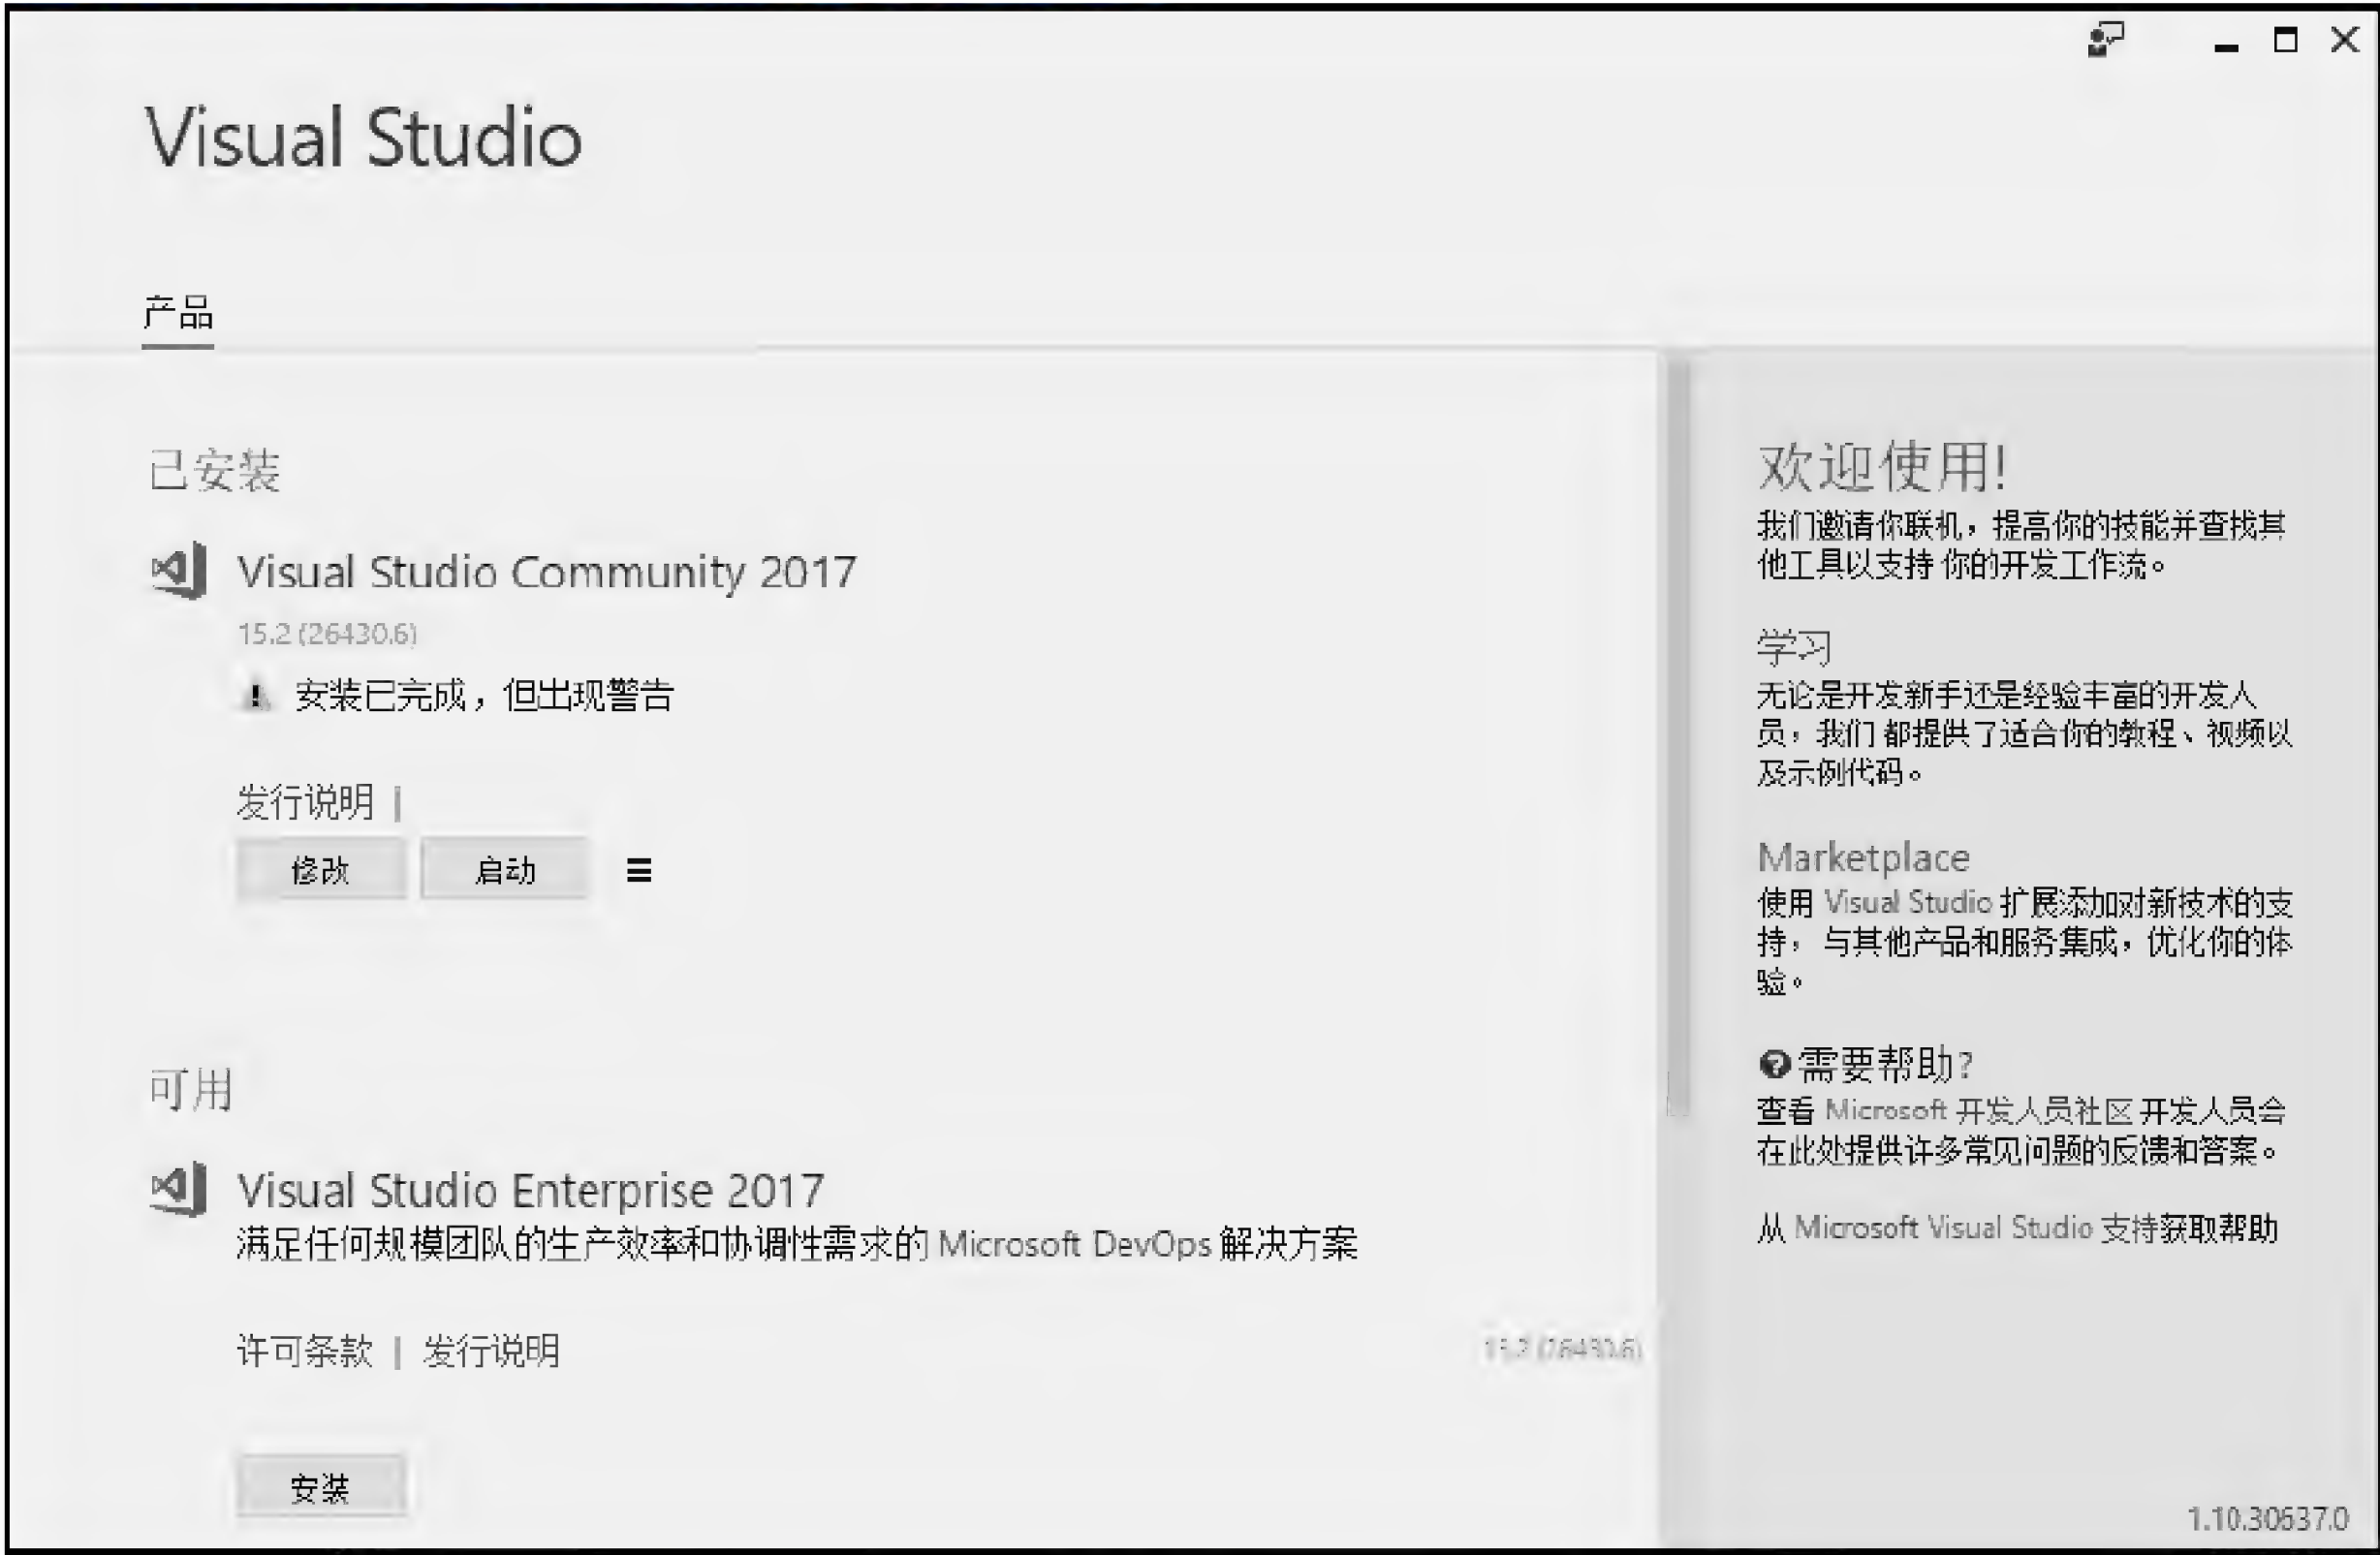 Visual Studio
产品
已安装
Visual Studio Community 2017
15.2 (26430.6)
安装已完成，但出现警告
发行说明 |
修改 启动
可用
Visual Studio Enterprise 2017
满足任何规模团队的生产效率和协调性需求的 Microsoft DevOps 解决方案
许可条款 | 发行说明
15.2 (26430.6)
安装
欢迎使用!
我们邀请你联机，提高你的技能并查找其
他工具以支持 你的开发工作流。
学习
无论是开发新手还是经验丰富的开发人
员，我们 都提供了适合你的教程、视频以
及示例代码。
Marketplace
使用 Visual Studio 扩展添加对新技术的支
持， 与其他产品和服务集成，优化你的体
验。
需要帮助?
查看 Microsoft 开发人员社区 开发人员会
在此处提供许多常见问题的反馈和答案。
从 Microsoft Visual Studio 支持获取帮助
1.10.30637.0